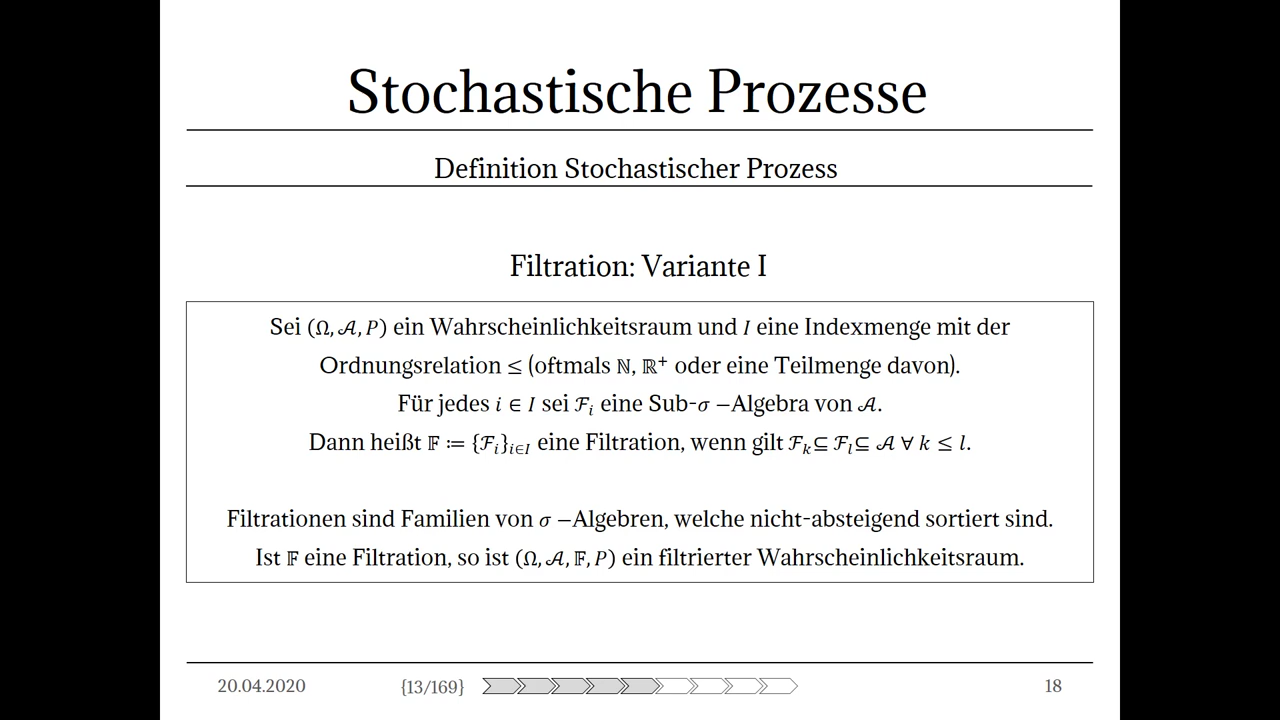 Stochastische Prozesse
Definition Stochastischer Prozess
Filtration: Variante I
Sei (Ω, 𝒜, P) ein Wahrscheinlichkeitsraum und I eine Indexmenge mit der
Ordnungsrelation ≤ (oftmals ℕ, ℝ⁺ oder eine Teilmenge davon).
Für jedes i ∈ I sei ℱᵢ eine Sub-σ −Algebra von 𝒜.
Dann heißt 𝔽 ≔ {ℱᵢ}ᵢ∈I eine Filtration, wenn gilt ℱₖ⊆ ℱₗ⊆ 𝒜 ∀ k ≤ l.
Filtrationen sind Familien von σ −Algebren, welche nicht-absteigend sortiert sind.
Ist 𝔽 eine Filtration, so ist (Ω, 𝒜, 𝔽, P) ein filtrierter Wahrscheinlichkeitsraum.
20.04.2020 {13/169} 18